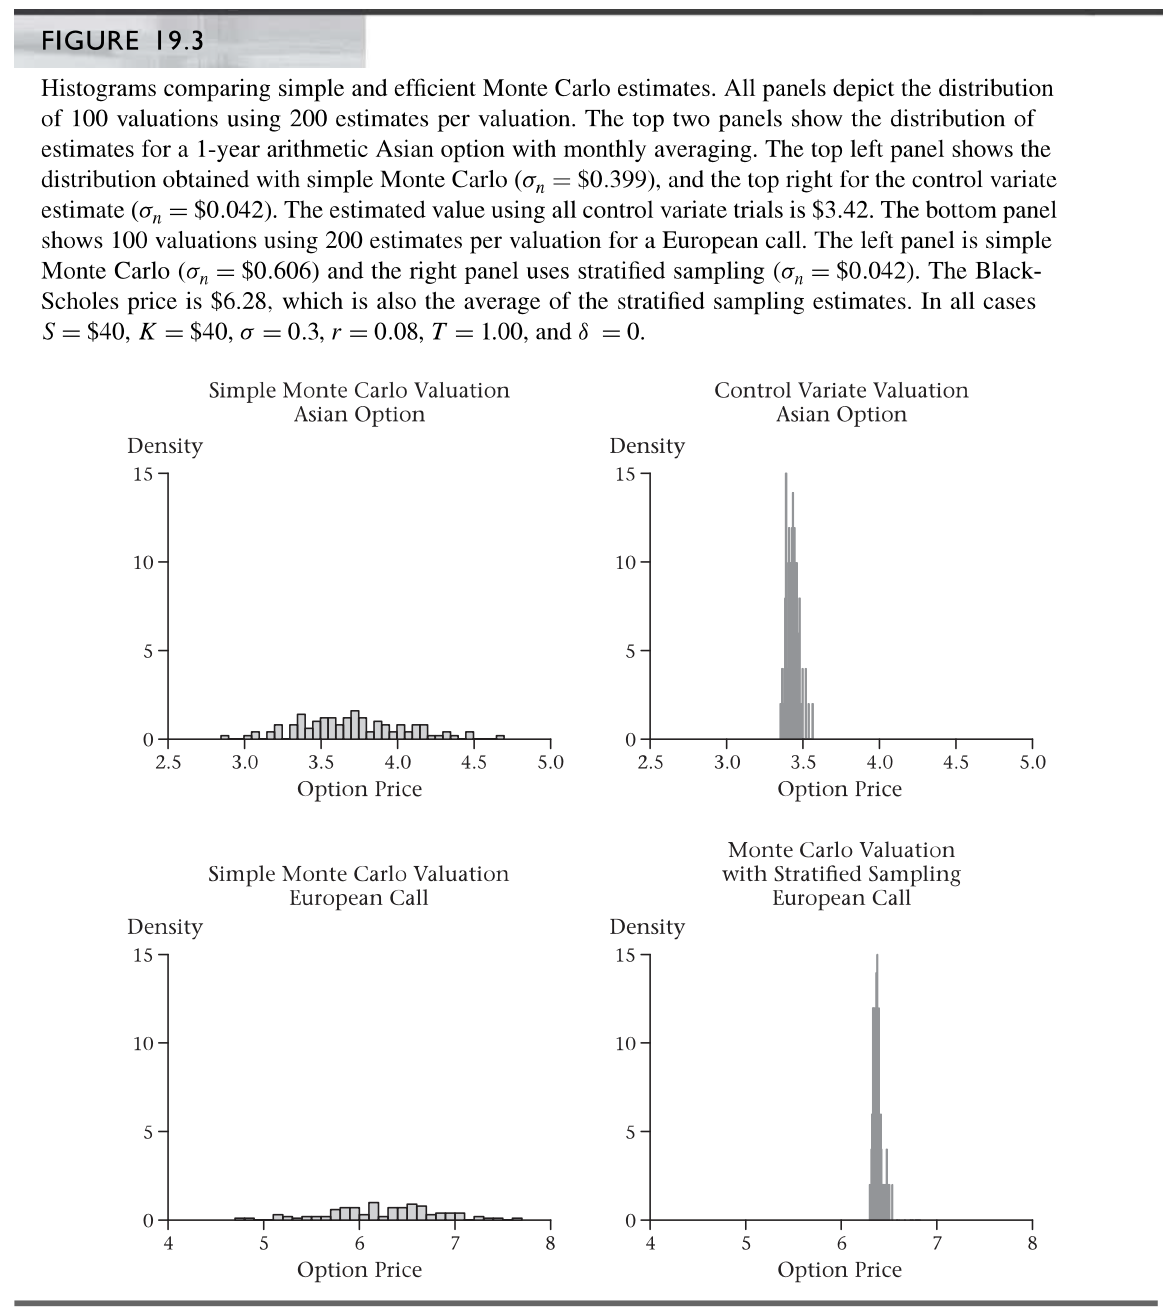 FIGURE 19.3
Histograms comparing simple and efficient Monte Carlo estimates. All panels depict the distribution
of 100 valuations using 200 estimates per valuation. The top two panels show the distribution of
estimates for a 1-year arithmetic Asian option with monthly averaging. The top left panel shows the
distribution obtained with simple Monte Carlo (σn = $0.399), and the top right for the control variate
estimate (σn = $0.042). The estimated value using all control variate trials is $3.42. The bottom panel
shows 100 valuations using 200 estimates per valuation for a European call. The left panel is simple
Monte Carlo (σn = $0.606) and the right panel uses stratified sampling (σn = $0.042). The Black-
Scholes price is $6.28, which is also the average of the stratified sampling estimates. In all cases
S = $40, K = $40, σ = 0.3, r = 0.08, T = 1.00, and δ = 0.
Simple Monte Carlo Valuation
Asian Option
Density
15
10
5
0
2.5 3.0 3.5 4.0 4.5 5.0
Option Price
Control Variate Valuation
Asian Option
Density
15
10
5
0
2.5 3.0 3.5 4.0 4.5 5.0
Option Price
Simple Monte Carlo Valuation
European Call
Density
15
10
5
0
4 5 6 7 8
Option Price
Monte Carlo Valuation
with Stratified Sampling
European Call
Density
15
10
5
0
4 5 6 7 8
Option Price